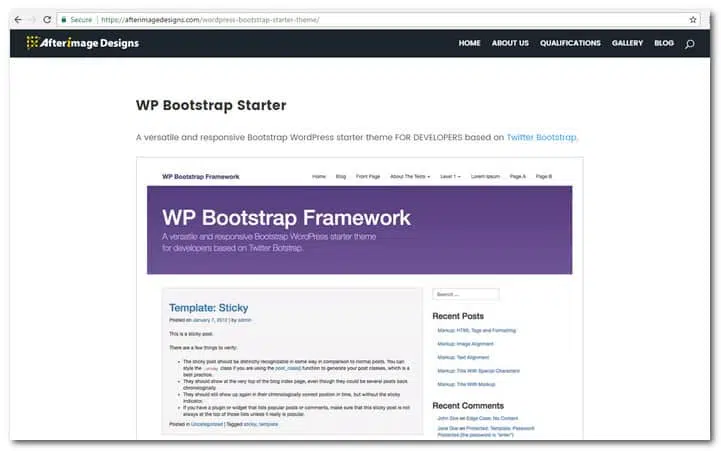 Secure https://afterimagedesigns.com/wordpress-bootstrap-starter-theme/
Afterimage Designs HOME ABOUT US QUALIFICATIONS GALLERY BLOG
WP Bootstrap Starter
A versatile and responsive Bootstrap WordPress starter theme FOR DEVELOPERS based on Twitter Bootstrap.
WP Bootstrap Framework Home Blog Front Page About The Tests Level 1 Lorem Ipsum Page A Page B
WP Bootstrap Framework
A versatile and responsive Bootstrap WordPress starter theme
for developers based on Twitter Botstrap.
Template: Sticky
Posted on January 7, 2012 | by admin
This is a sticky post.
There are a few things to verify:
The sticky post should be distinctly recognizable in some way in comparison to normal posts. You can
style the .sticky class if you are using the post_class() function to generate your post classes, which is a
best practice.
They should show at the very top of the blog index page, even though they could be several posts back
chronologically.
They should still show up again in their chronologically correct position in time, but without the sticky
indicator.
If you have a plugin or widget that lists popular posts or comments, make sure that this sticky post is not
always at the top of those lists unless it really is popular.
Posted in Uncategorized | Tagged sticky, template
Search …
Recent Posts
Markup: HTML Tags and Formatting
Markup: Image Alignment
Markup: Text Alignment
Markup: Title With Special Characters
Markup: Title With Markup
Recent Comments
John Doe on Edge Case: No Content
Jane Doe on Protected: Template: Password
Protected (the password is "enter")